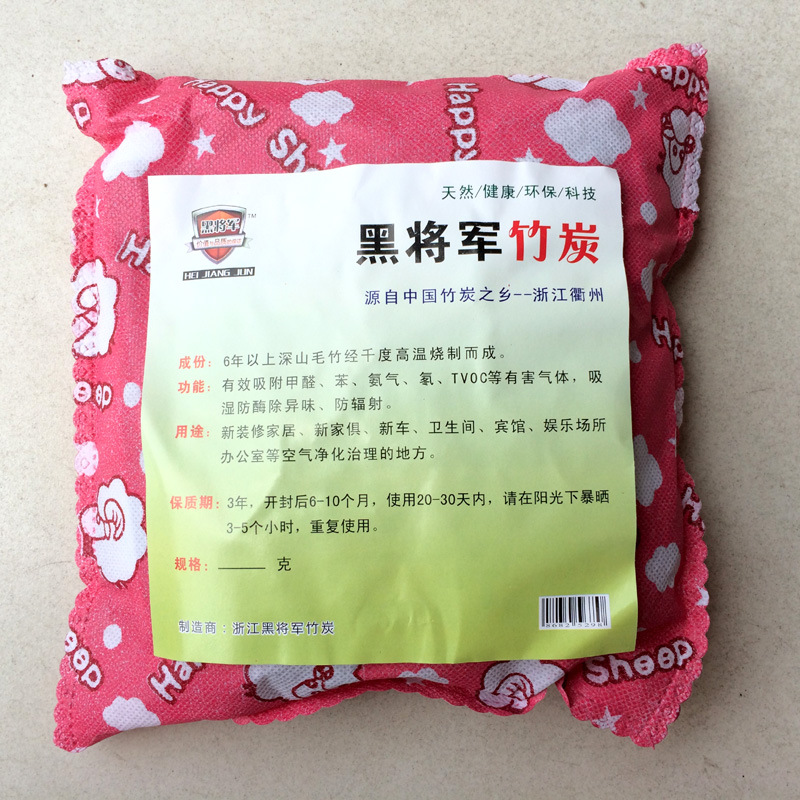 Happy
Sheep
Happy
天然/健康/环保/科技
黑将军
TM
HEI JIANG JUN
黑将军竹炭
源自中国竹炭之乡--浙江衢州
成份：6年以上深山毛竹经千度高温烧制而成。
功能：有效吸附甲醛、苯、氨气、氡、TVOC等有害气体，吸
湿防酶除异味、防辐射。
用途：新装修家居、新家俱、新车、卫生间、宾馆、娱乐场所
办公室等空气净化治理的地方。
保质期：3年，开封后6-10个月，使用20-30天内，请在阳光下暴晒
3-5个小时，重复使用。
规格：______ 克
制造商：浙江黑将军竹炭
8682 5298
Sheep